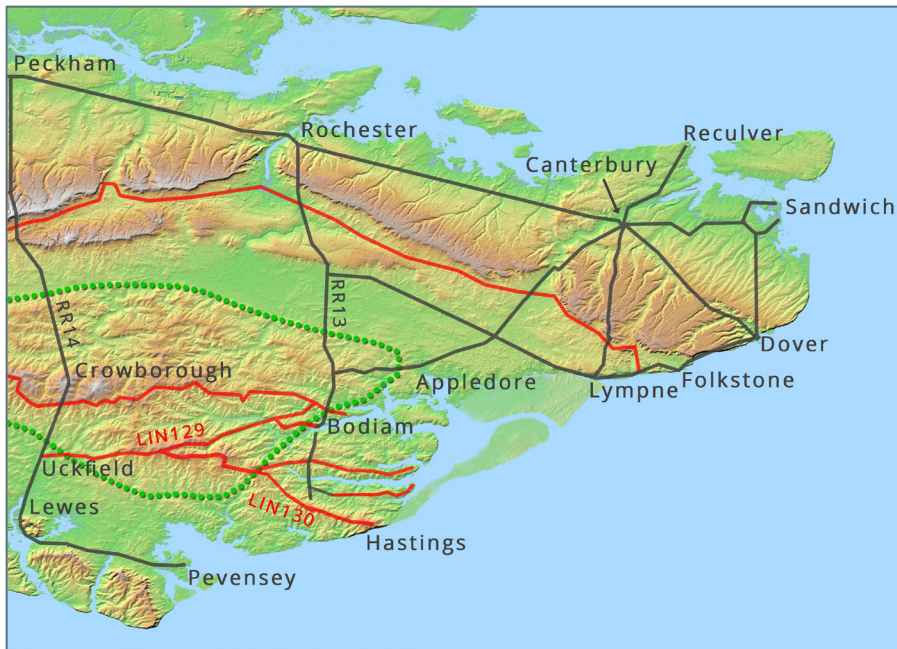 Peckham
Rochester
Reculver
Canterbury
Sandwich
RR14
RR13
Dover
Crowborough
Appledore
Lympne
Folkstone
LIN129
Bodiam
Uckfield
Lewes
LIN130
Hastings
Pevensey